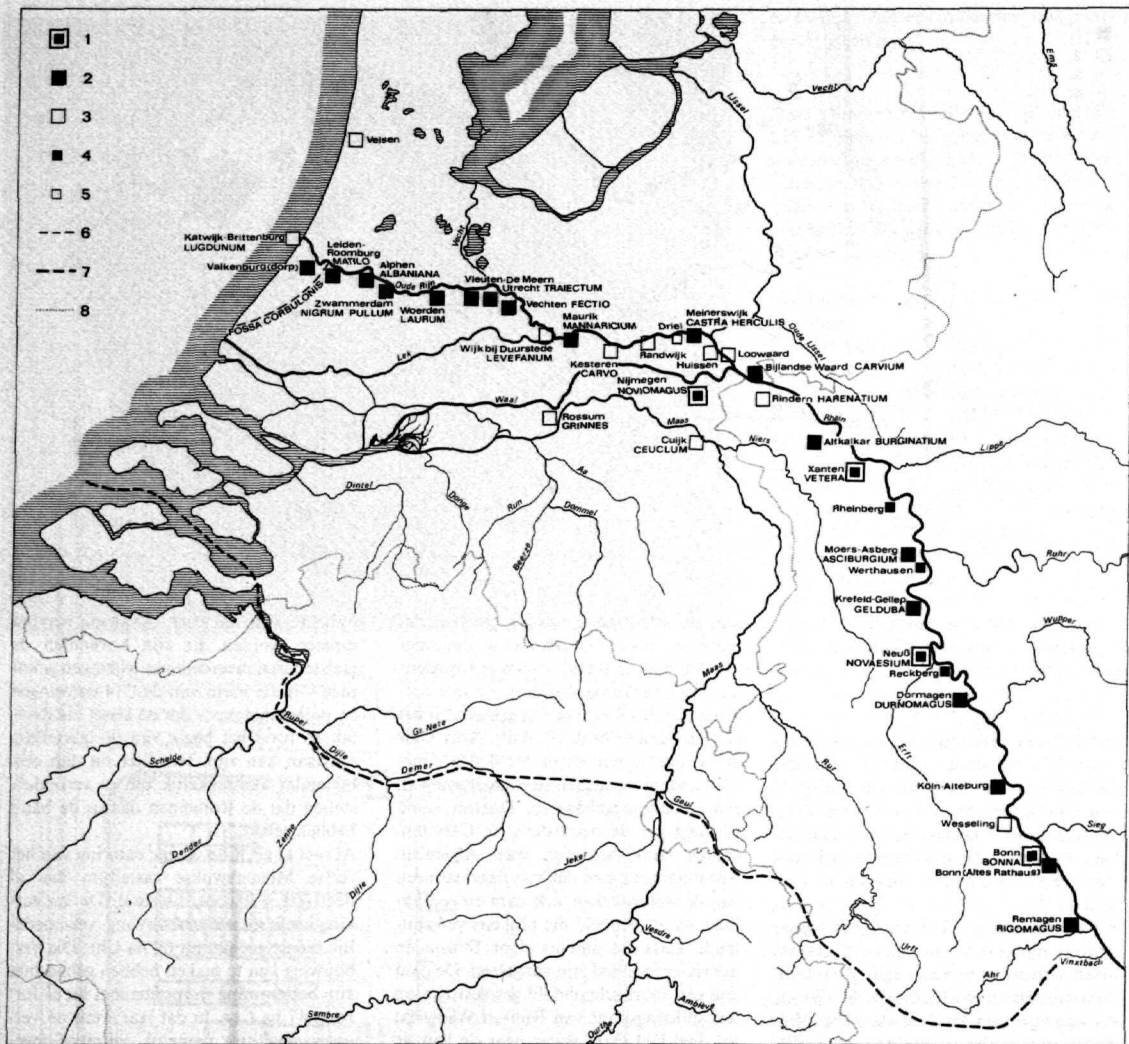 1
2
3
4
5
6
7
8
Velsen
Vecht
IJssel
Vecht
Ems
Katwijk-Brittenburg
LUGDUNUM
Valkenburg (dorp)
Leiden-
Roomburg
MATILO
Alphen
ALBANIANA
FOSSA CORBULONIS
Oude Rijn
Zwammerdam
NIGRUM PULLUM
Woerden
LAURUM
Vleuten-De Meern
Utrecht TRAIECTUM
Vechten FECTIO
Maurik
MANNARICIUM
Wijk bij Duurstede
LEVEFANUM
Lek
Kesteren
CARVO
Randwijk
Driel
Meinerswijk
CASTRA HERCULIS
Huissen
Loowaard
Oude IJssel
Bijlandse Waard CARVIUM
Nijmegen
NOVIOMAGUS
Rindern HARENATIUM
Waal
Rossum
GRINNES
Maas
Cuijk
CEUCLUM
Niers
Rhein
Altkalkar BURGINATIUM
Lippe
Xanten
VETERA
Rheinberg
Dintel
Donge
Run
Aa
Dommel
Beerze
Moers-Asberg
ASCIBURGIUM
Werthausen
Ruhr
Krefeld-Gellep
GELDUBA
Wupper
Neuß
NOVAESIUM
Reckberg
Dormagen
DURNOMAGUS
Maas
Rupel
Gr. Nete
Dijle
Demer
Schelde
Dender
Zenne
Dijle
Geul
Rur
Erft
Jeker
Köln-Alteburg
Wesseling
Sieg
Bonn
BONNA
Bonn (Altes Rathaus)
Vesdre
Urft
Remagen
RIGOMAGUS
Ahr
Vinxtbach
Sambre
Ourthe
Amblève